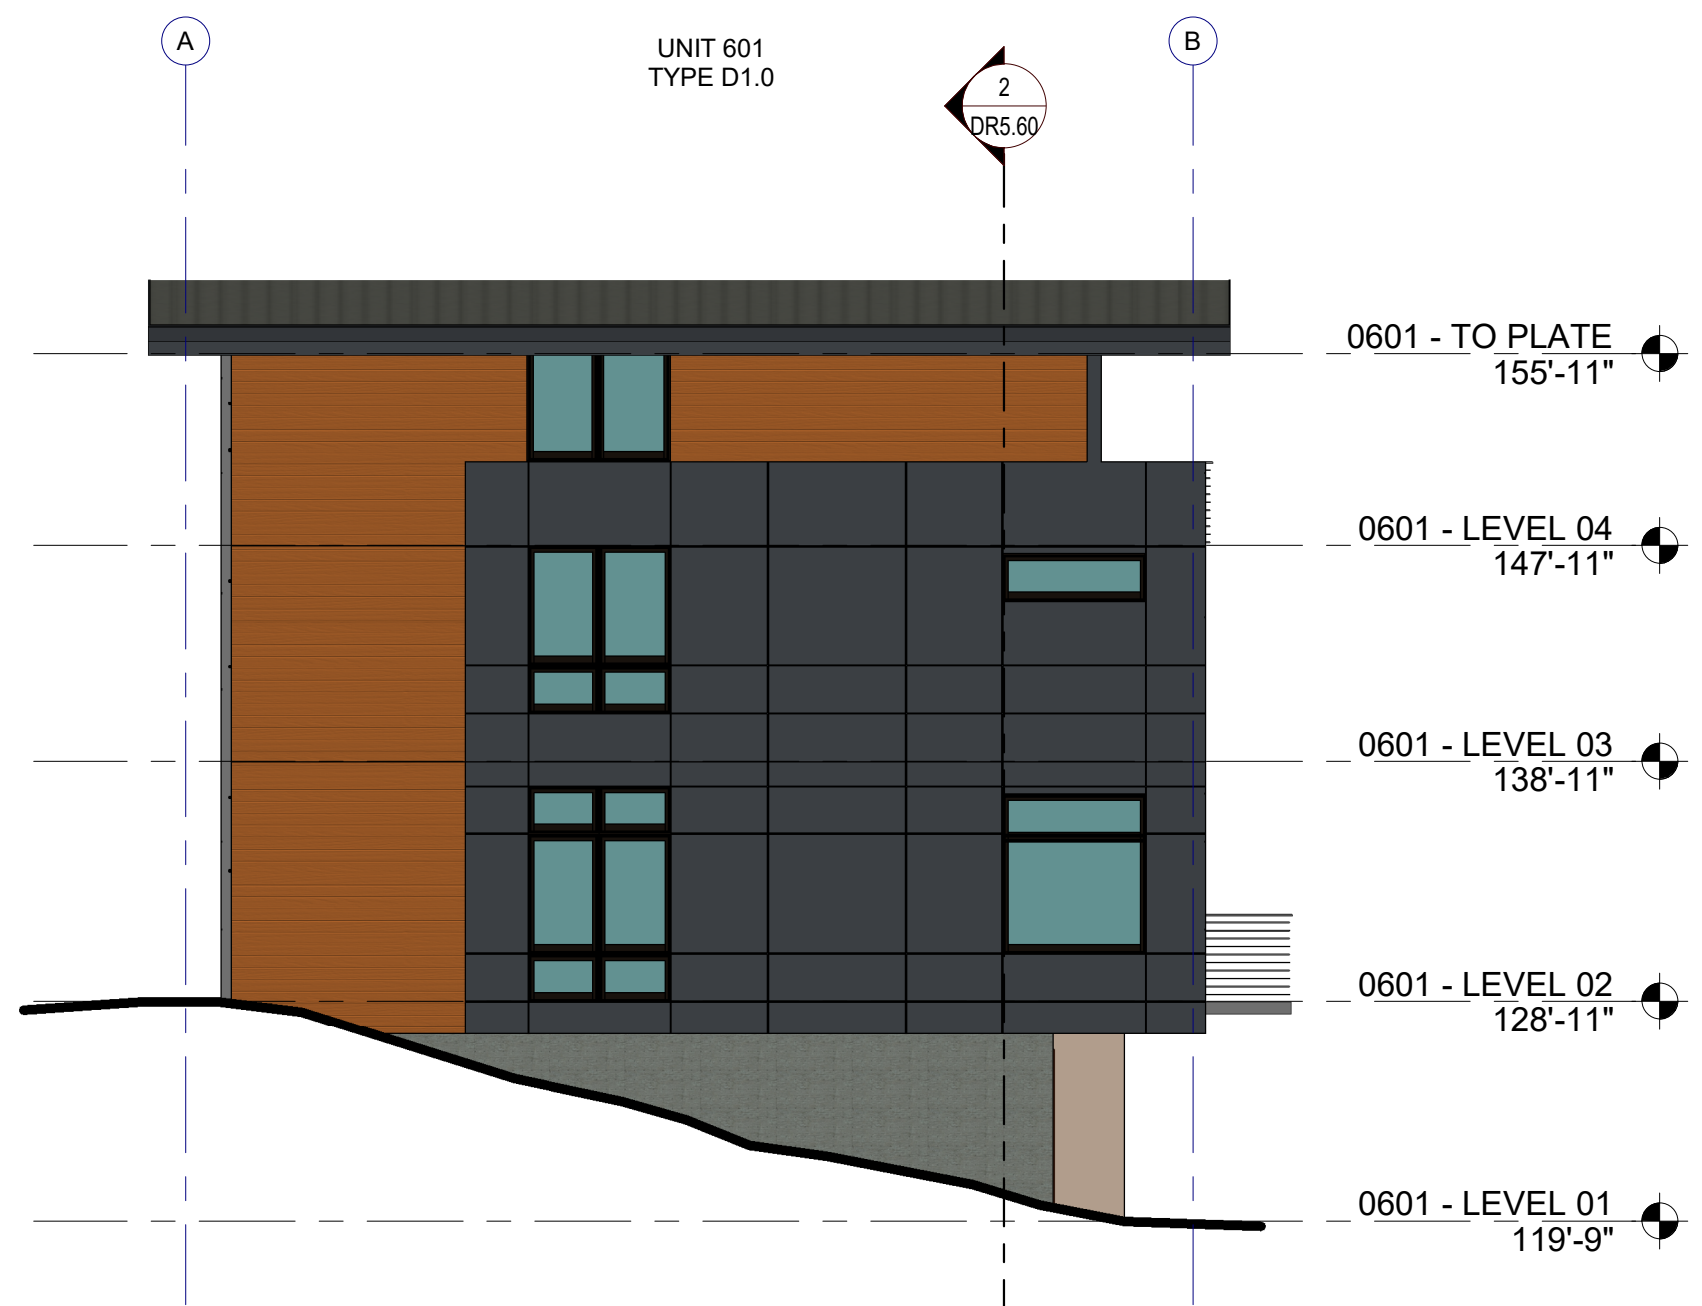 A
UNIT 601
TYPE D1.0
2
DR5.60
B
0601 - TO PLATE
155'-11"
0601 - LEVEL 04
147'-11"
0601 - LEVEL 03
138'-11"
0601 - LEVEL 02
128'-11"
0601 - LEVEL 01
119'-9"